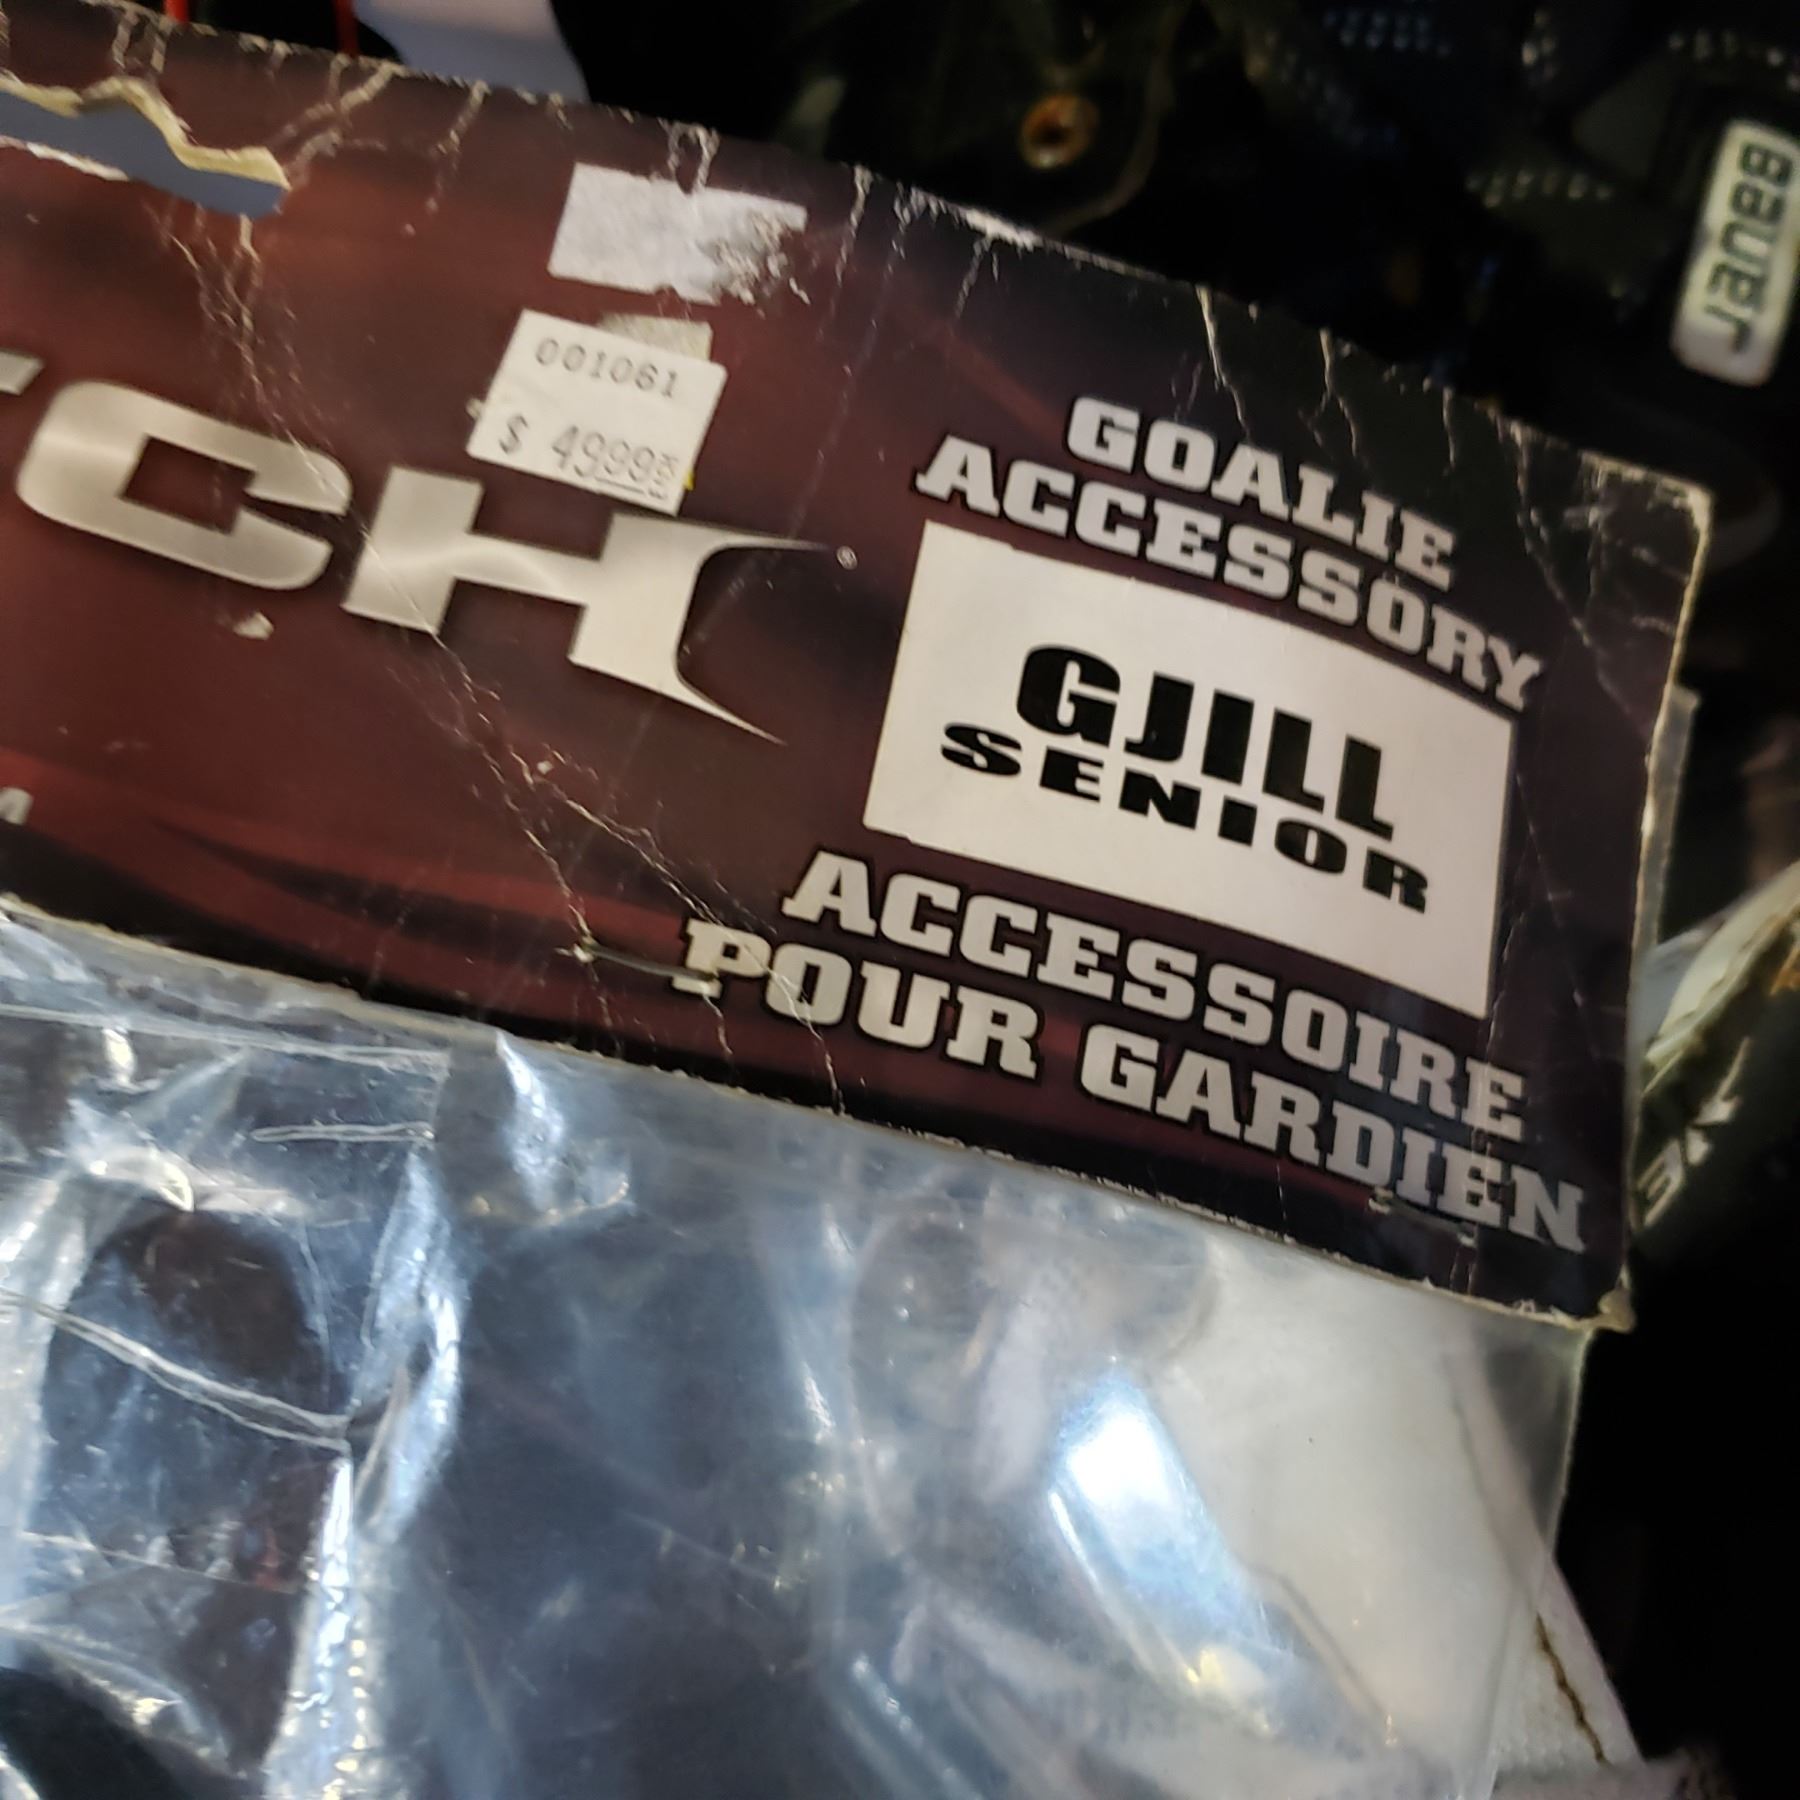 001061
$ 4999
CH®
GOALIE
ACCESSORY
GJILL
SENIOR
ACCESSOIRE
POUR GARDIEN
BAUER